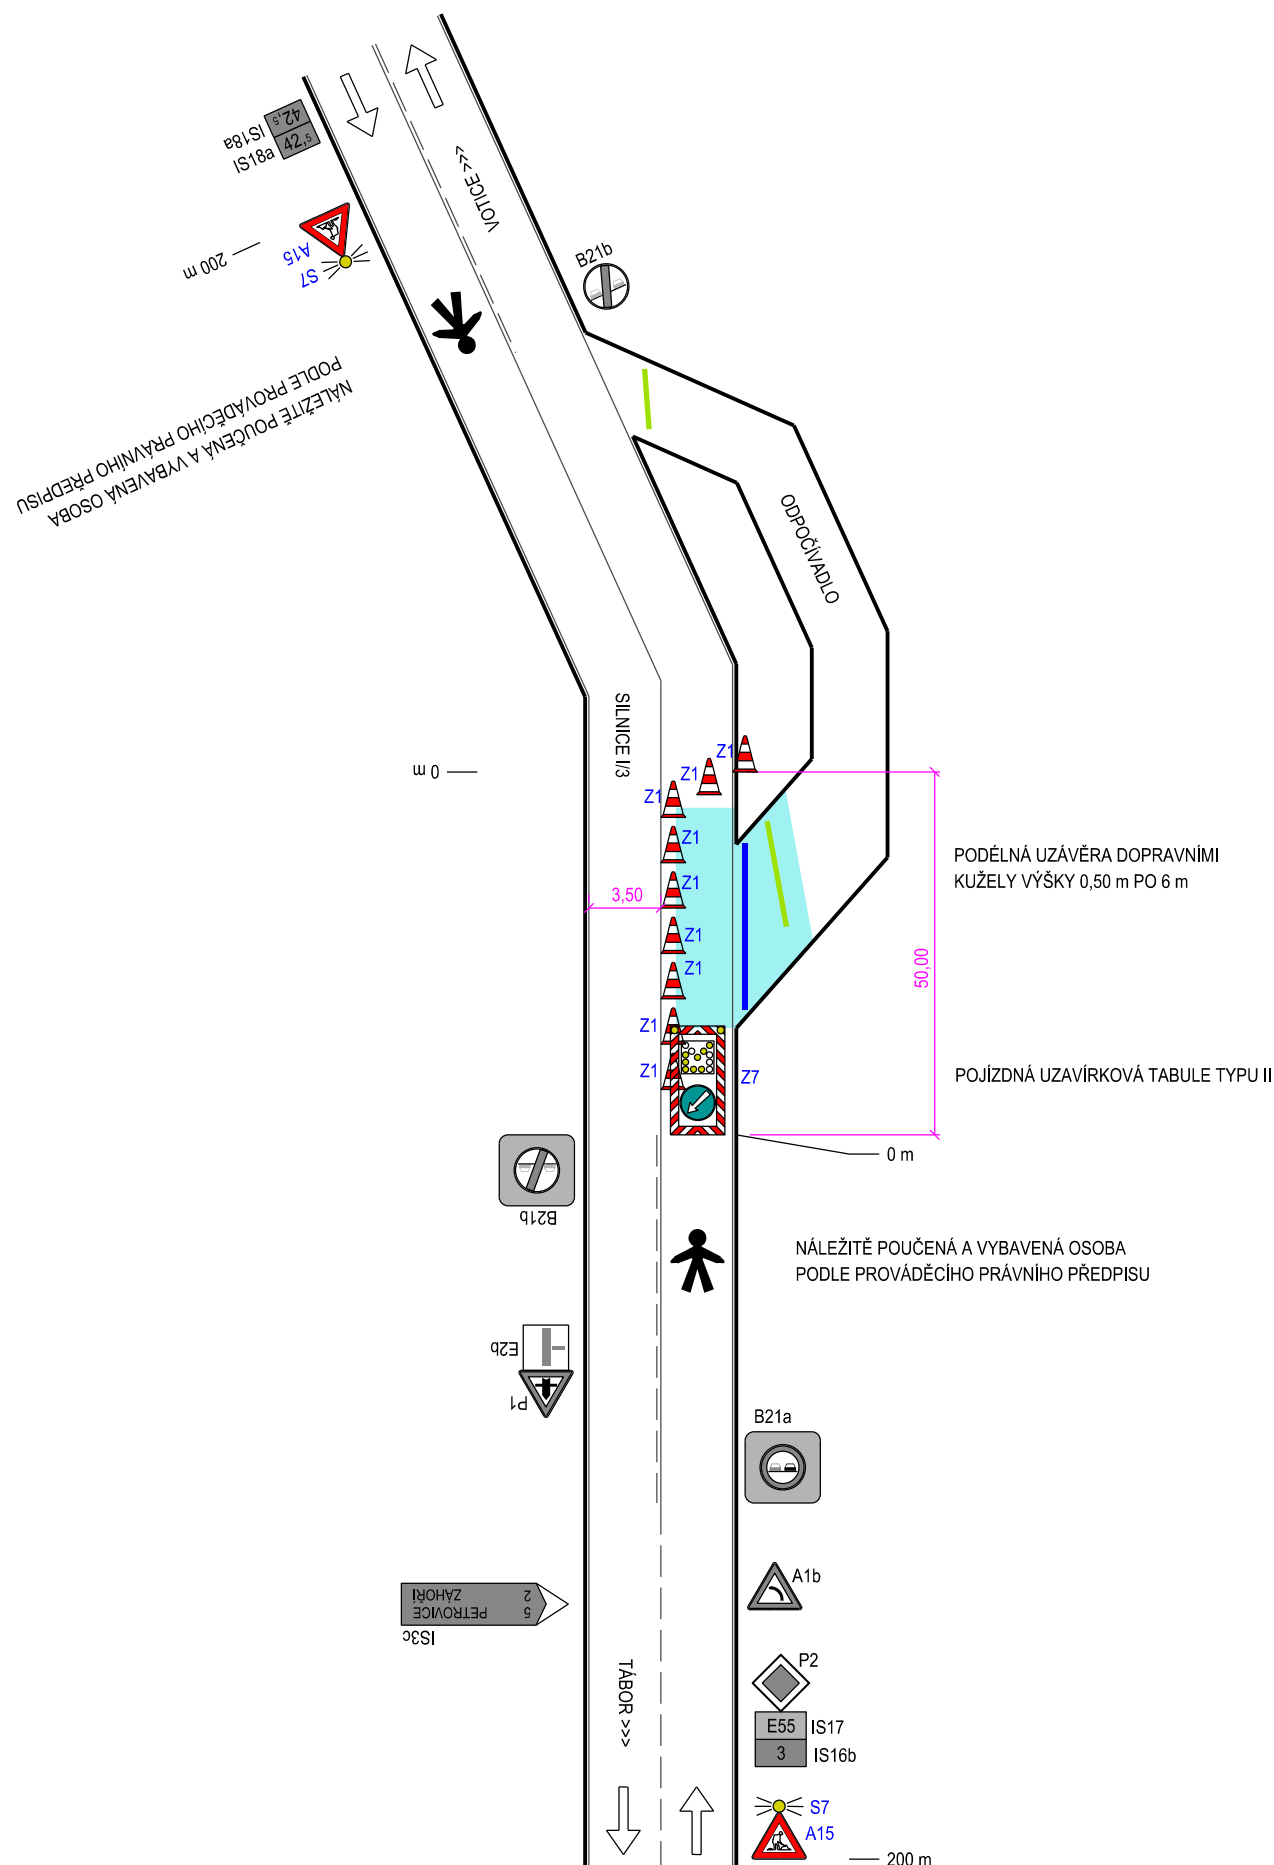 42,5
IS18a
42,5
IS18a
VOTICE >>>
B21b
200 m
A15
S7
NÁLEŽITĚ POUČENÁ A VYBAVENÁ OSOBA
PODLE PROVÁDĚCÍHO PRÁVNÍHO PŘEDPISU
ODPOČÍVADLO
SILNICE I/3
0 m
Z1
Z1
Z1
Z1
Z1
3,50
Z1
Z1
Z1
Z1
Z7
50,00
PODÉLNÁ UZÁVĚRA DOPRAVNÍMI
KUŽELY VÝŠKY 0,50 m PO 6 m
POJÍZDNÁ UZAVÍRKOVÁ TABULE TYPU II
0 m
B21b
NÁLEŽITĚ POUČENÁ A VYBAVENÁ OSOBA
PODLE PROVÁDĚCÍHO PRÁVNÍHO PŘEDPISU
E2b
P1
B21a
A1b
PETROVICE 5
ZÁHOŘÍ 2
IS3c
TÁBOR >>>
P2
E55 IS17
3 IS16b
S7
A15
200 m